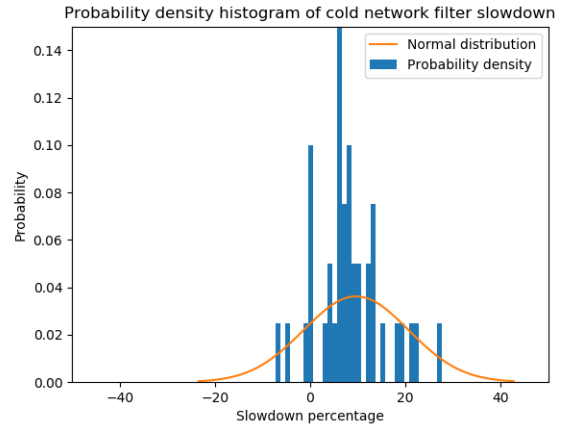 Probability density histogram of cold network filter slowdown
Normal distribution
Probability density
0.14
0.12
0.10
0.08
0.06
0.04
0.02
0.00
Probability
−40
−20
0
20
40
Slowdown percentage